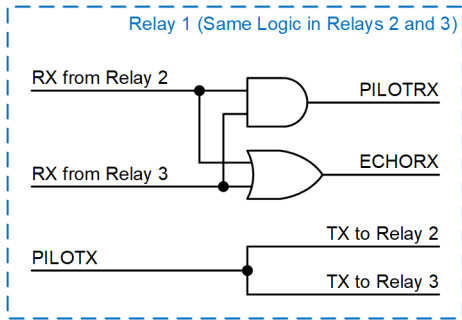 Relay 1 (Same Logic in Relays 2 and 3)
RX from Relay 2
PILOTRX
RX from Relay 3
ECHORX
TX to Relay 2
PILOTX
TX to Relay 3